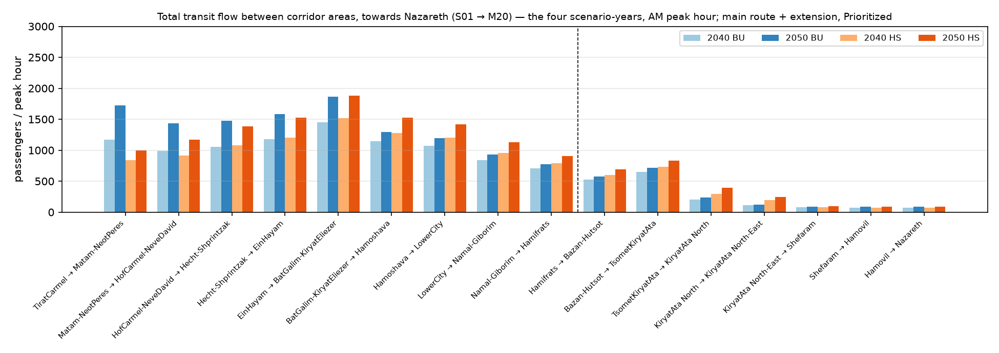 Total transit flow between corridor areas, towards Nazareth (S01 → M20) — the four scenario-years, AM peak hour; main route + extension, Prioritized
2040 BU
2050 BU
2040 HS
2050 HS
passengers / peak hour
3000
2500
2000
1500
1000
500
0
TiratCarmel → Matam-NeotPeres
Matam-NeotPeres → HofCarmel-NeveDavid
HofCarmel-NeveDavid → Hecht-Shprintzak
Hecht-Shprintzak → EinHayam
EinHayam → BatGalim-KiryatEliezer
BatGalim-KiryatEliezer → Hamoshava
Hamoshava → LowerCity
LowerCity → Namal-Giborim
Namal-Giborim → Hamifrats
Hamifrats → Bazan-Hutsot
Bazan-Hutsot → TsometKiryatAta
TsometKiryatAta → KiryatAta North
KiryatAta North → KiryatAta North-East
KiryatAta North-East → Shefaram
Shefaram → Hamovil
Hamovil → Nazareth